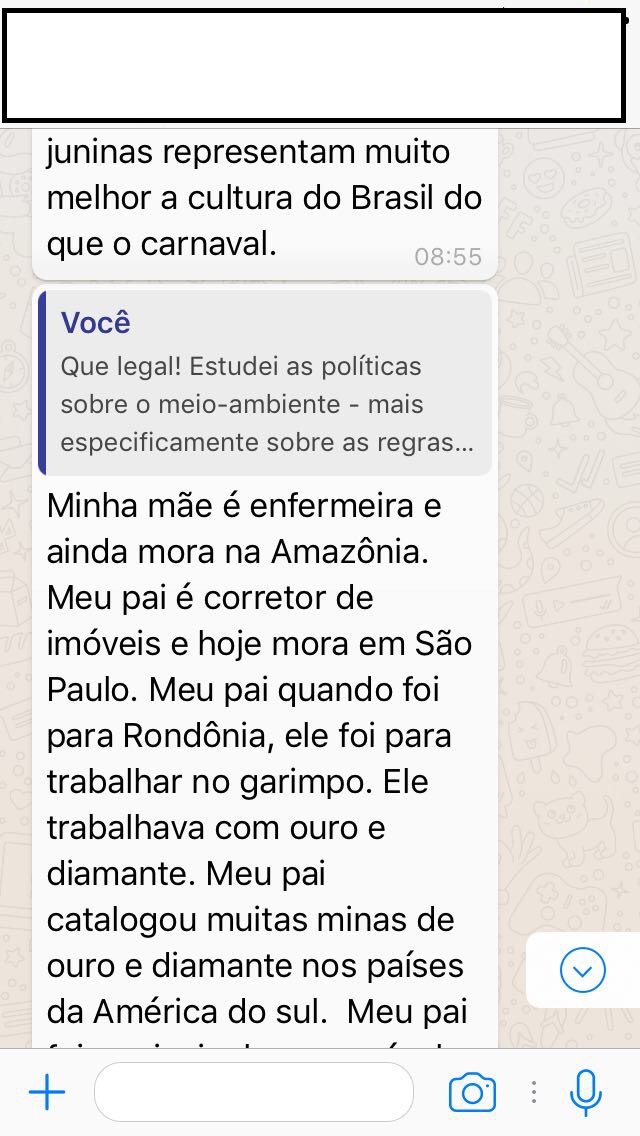 juninas representam muito
melhor a cultura do Brasil do
que o carnaval.
08:55
Você
Que legal! Estudei as políticas
sobre o meio-ambiente - mais
especificamente sobre as regras...
Minha mãe é enfermeira e
ainda mora na Amazônia.
Meu pai é corretor de
imóveis e hoje mora em São
Paulo. Meu pai quando foi
para Rondônia, ele foi para
trabalhar no garimpo. Ele
trabalhava com ouro e
diamante. Meu pai
catalogou muitas minas de
ouro e diamante nos países
da América do sul.  Meu pai